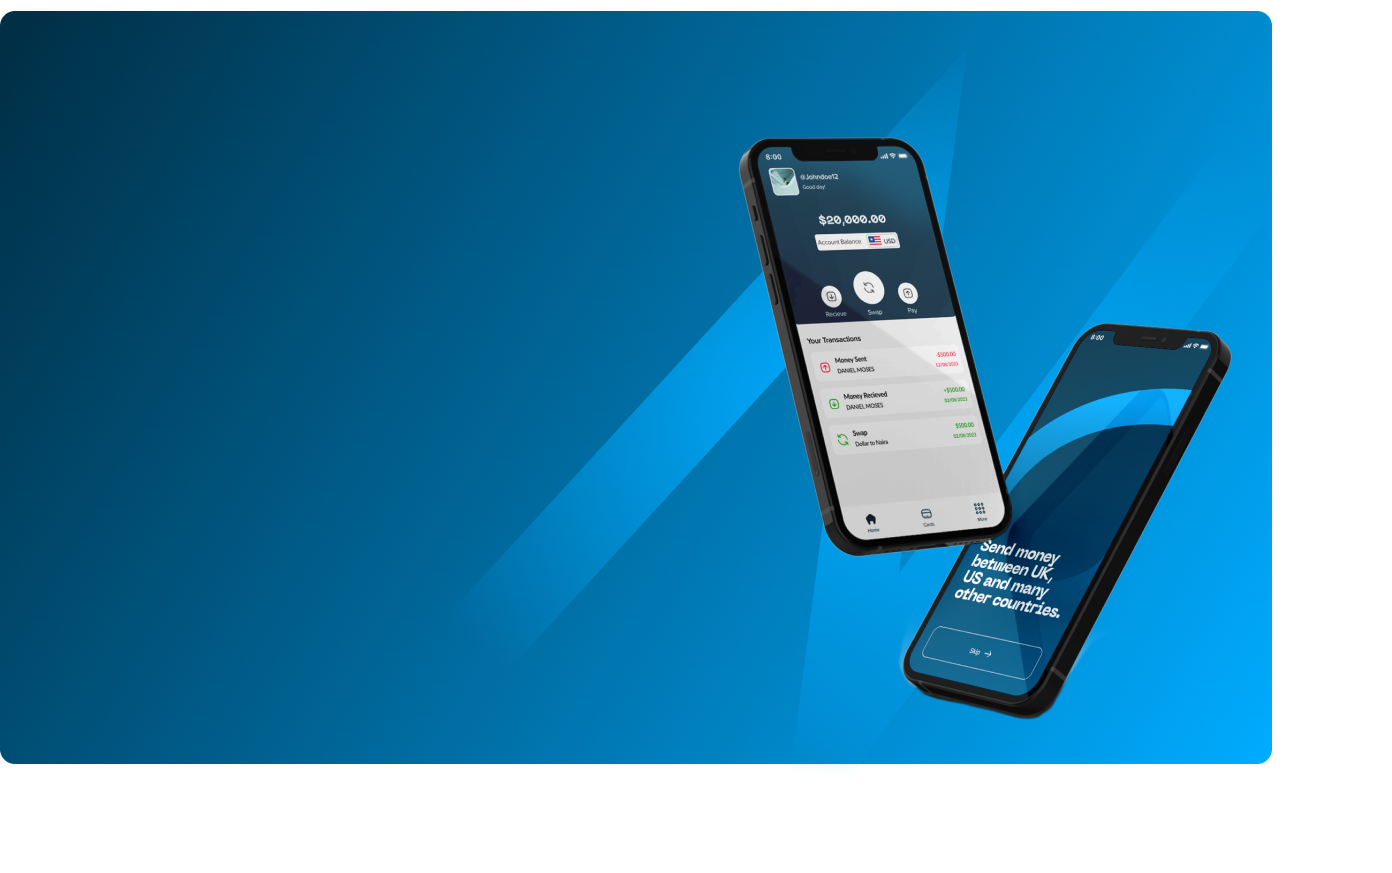 8:00
@Johndoe12
Good day!
$20,000.00
Account Balance USD
Recieve Swap Pay
Your Transactions
Money Sent -$500.00
DANIEL MOSES 02/08/2023
Money Recieved +$500.00
DANIEL MOSES 02/08/2023
Swap $500.00
Dollar to Naira 02/08/2023
Home Cards More
8:00
Send money
between UK,
US and many
other countries.
Skip